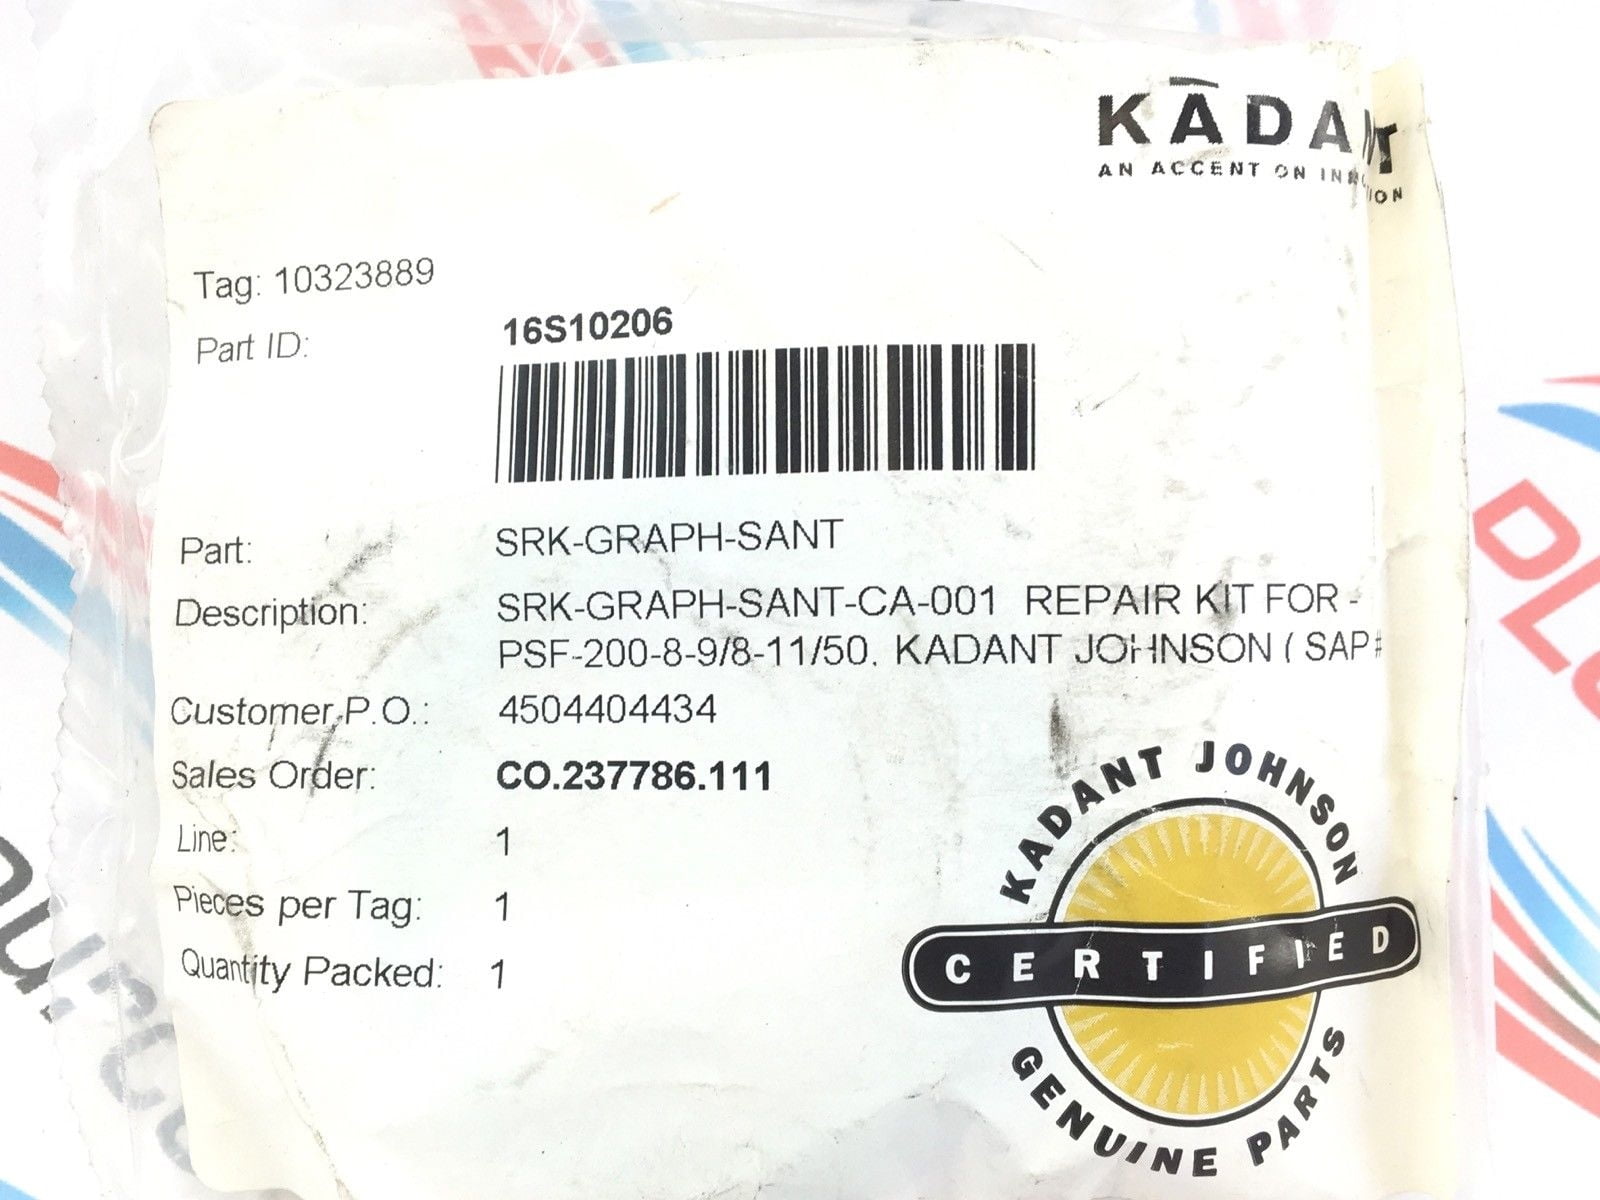 KĀDANT
AN ACCENT ON
Tag: 10323889
Part ID: 16S10206
Part: SRK-GRAPH-SANT
Description: SRK-GRAPH-SANT-CA-001 REPAIR KIT FOR -
PSF-200-8-9/8-11/50, KADANT JOHNSON ( SAP#
Customer P.O.: 4504404434
Sales Order: CO.237786.111
Line: 1
Pieces per Tag: 1
Quantity Packed: 1
KADANT JOHNSON
CERTIFIED
GENUINE PARTS